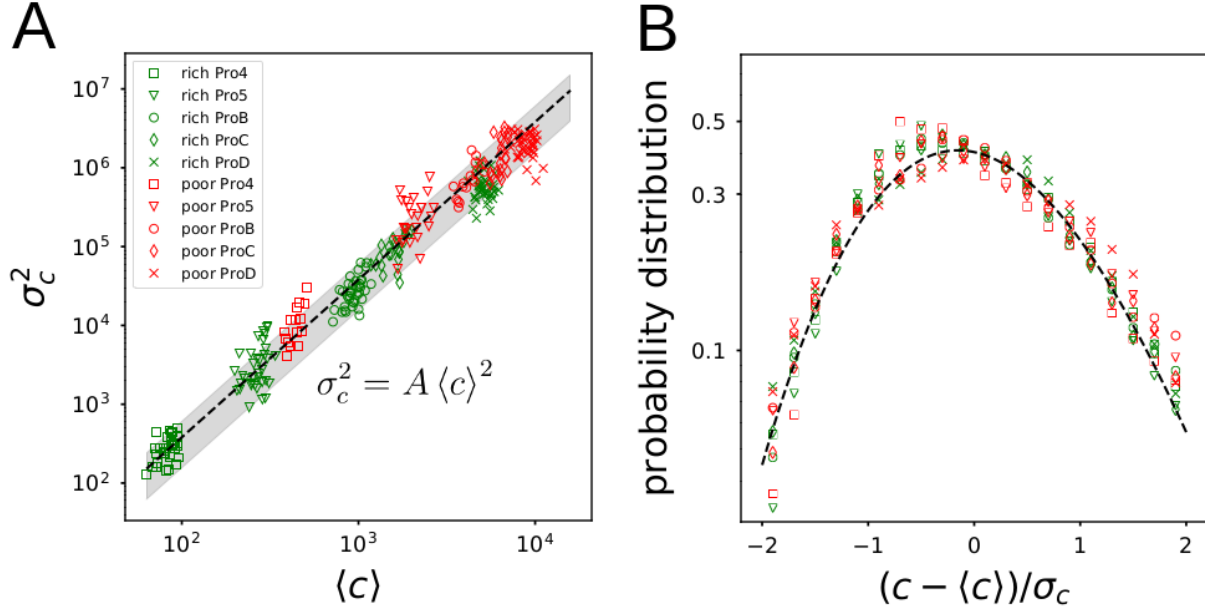 A
σ_c^2
10^7
10^6
10^5
10^4
10^3
10^2
rich Pro4
rich Pro5
rich ProB
rich ProC
rich ProD
poor Pro4
poor Pro5
poor ProB
poor ProC
poor ProD
σ_c^2 = A ⟨c⟩^2
10^2 10^3 10^4
⟨c⟩
B
probability distribution
0.5
0.3
0.1
−2 −1 0 1 2
(c − ⟨c⟩)/σ_c